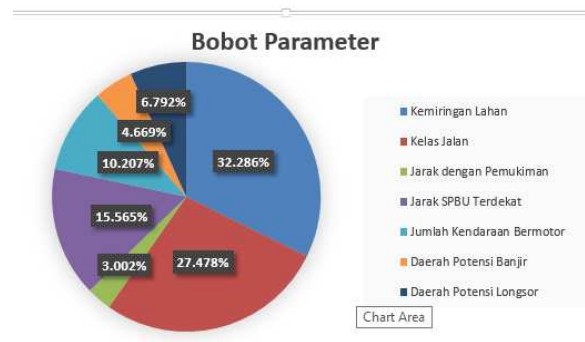 Bobot Parameter
6.792%
4.669%
10.207%
32.286%
15.565%
3.002%
27.478%
Kemiringan Lahan
Kelas Jalan
Jarak dengan Pemukiman
Jarak SPBU Terdekat
Jumlah Kendaraan Bermotor
Daerah Potensi Banjir
Daerah Potensi Longsor
Chart Area